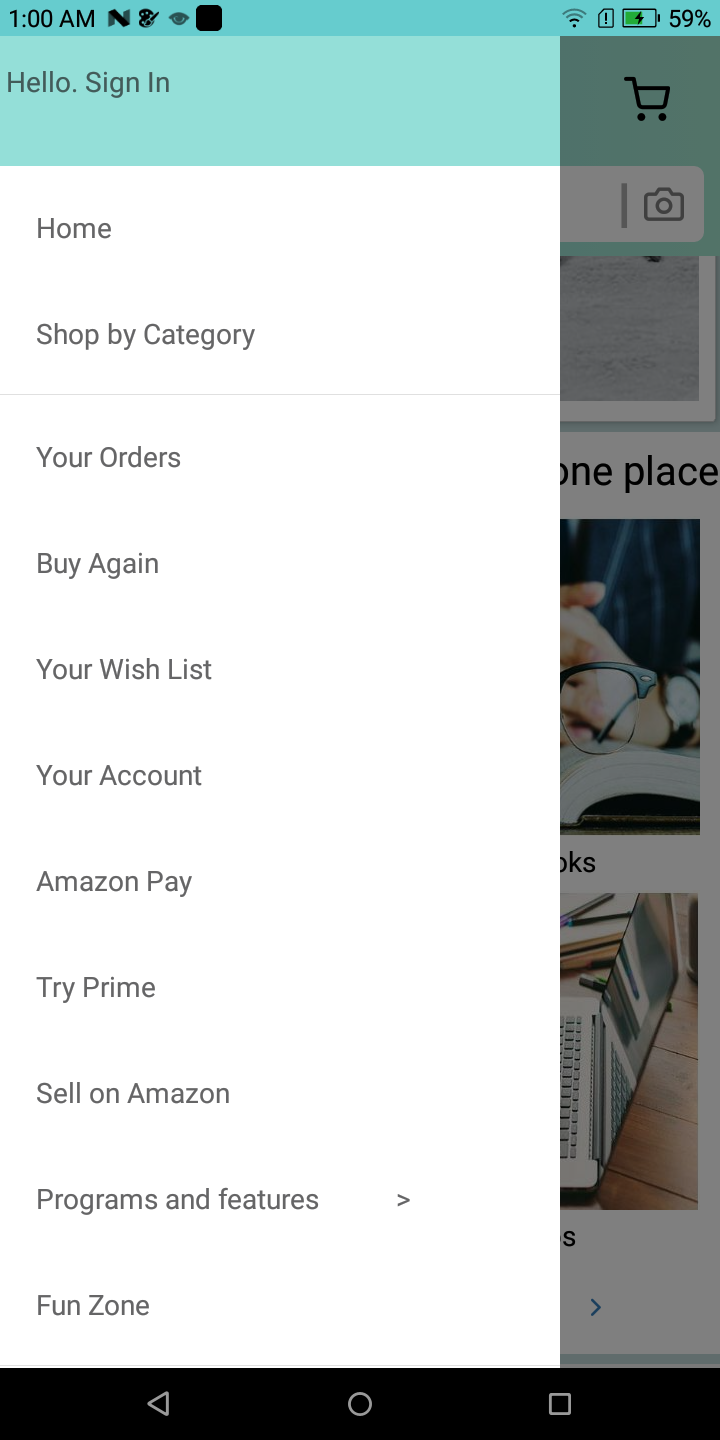 1:00 AM 59%
Hello. Sign In
Home
Shop by Category
one place
Your Orders
Buy Again
Your Wish List
Your Account
oks
Amazon Pay
Try Prime
Sell on Amazon
Programs and features >
s
Fun Zone